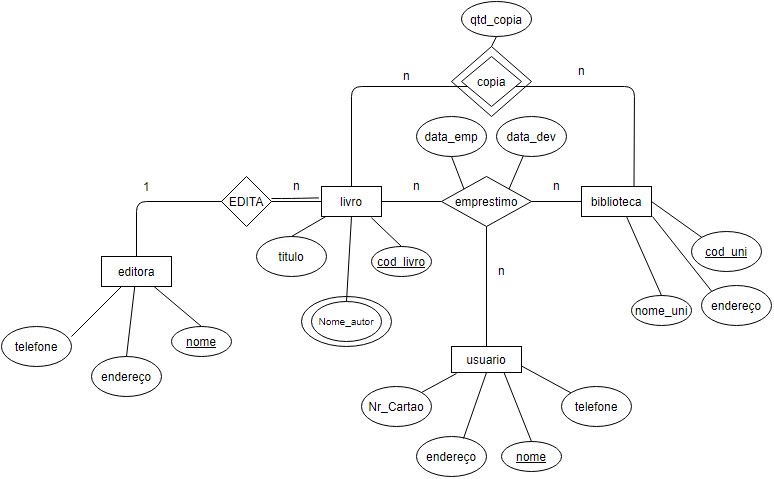 qtd_copia
n
copia
n
data_emp
data_dev
1
EDITA
n
livro
n
emprestimo
n
biblioteca
titulo
cod_livro
cod_uni
editora
n
nome_uni
endereço
Nome_autor
telefone
nome
endereço
usuario
Nr_Cartao
telefone
endereço
nome